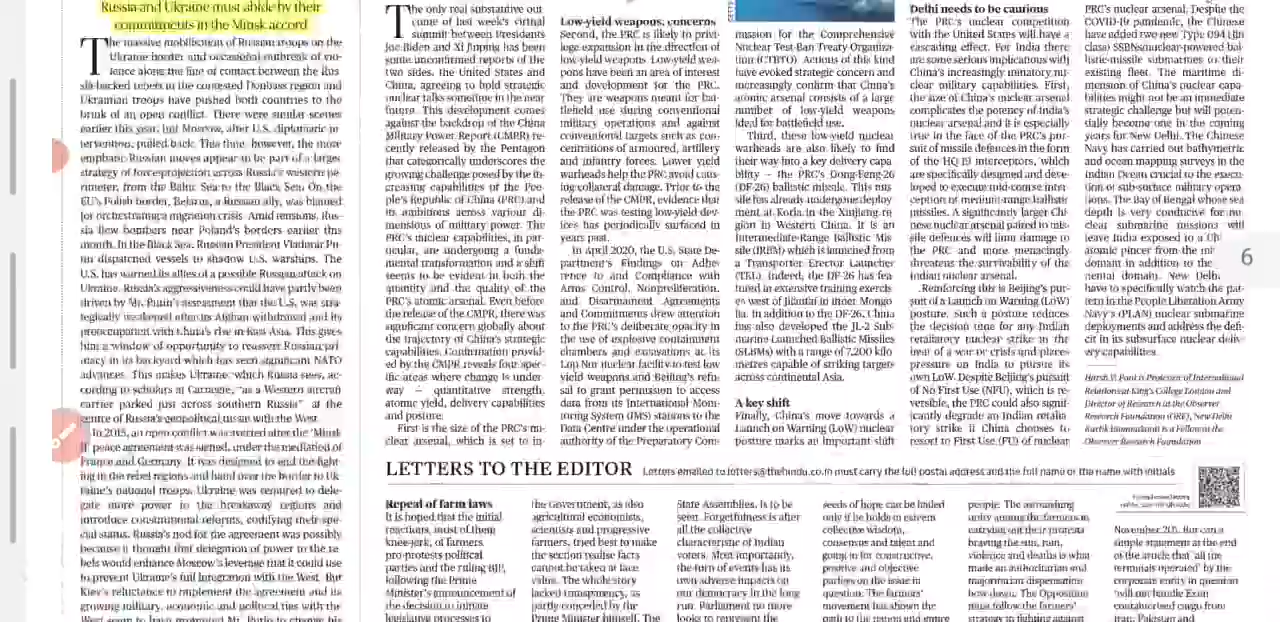 Russia and Ukraine must abide by their
commitments in the Minsk accord
The massive mobilisation of Russian troops on the
Ukraine border and occasional outbreak of vio-
lence along the line of contact between the Rus-
sia-backed rebels in the contested Donbass region and
Ukrainian troops have pushed both countries to the
brink of an open conflict. There were similar scenes
earlier this year, but Moscow, after U.S. diplomatic in-
tervention, pulled back. This time, however, the more
emphatic Russian moves appear to be part of a larger
strategy of force projection across Russia's western pe-
rimeter, from the Baltic Sea to the Black Sea. On the
EU's Polish border, Belarus, a Russian ally, was blamed
for orchestrating a migration crisis. Amid tensions, Rus-
sia flew bombers near Poland's borders earlier this
month. In the Black Sea, Russian President Vladimir Pu-
tin dispatched vessels to shadow U.S. warships. The
U.S. has warned its allies of a possible Russian attack on
Ukraine. Russia's aggressiveness could have partly been
driven by Mr. Putin's assessment that the U.S. was stra-
tegically weakened after its Afghan withdrawal and its
preoccupation with China's rise in East Asia. This gives
him a window of opportunity to reassert Russian pri-
macy in its backyard which has seen significant NATO
advances. This makes Ukraine, which Russia sees, ac-
cording to scholars at Carnegie, "as a Western aircraft
carrier parked just across southern Russia" at the
centre of Russia's geopolitical tussle with the West.
In 2015, an open conflict was averted after the 'Minsk
II' peace agreement was signed, under the mediation of
France and Germany. It was designed to end the fight-
ing in the rebel regions and hand over the border to Uk-
raine's national troops. Ukraine was required to dele-
gate more power to the breakaway regions and
introduce constitutional reforms, codifying their spe-
cial status. Russia's nod for the agreement was possibly
because it thought that delegation of power to the re-
bels would enhance Moscow's leverage that it could use
to prevent Ukraine's full integration with the West. But
Kiev's reluctance to implement the agreement and its
growing military, economic and political ties with the
West seem to have prompted Mr. Putin to change his
The only real substantive out-
come of last week's virtual
summit between Presidents
Joe Biden and Xi Jinping has been
some unconfirmed reports of the
two sides, the United States and
China, agreeing to hold strategic
nuclear talks sometime in the near
future. This development comes
against the backdrop of the China
Military Power Report (CMPR) re-
cently released by the Pentagon
that categorically underscores the
growing challenge posed by the in-
creasing capabilities of the Peo-
ple's Republic of China (PRC) and
its ambitions across various di-
mensions of military power. The
PRC's nuclear capabilities, in par-
ticular, are undergoing a funda-
mental transformation and a shift
seems to be evident in both the
quantity and the quality of the
PRC's atomic arsenal. Even before
the release of the CMPR, there was
significant concern globally about
the trajectory of China's strategic
capabilities. Confirmation provid-
ed by the CMPR reveals four spec-
ific areas where change is under-
way – quantitative strength,
atomic yield, delivery capabilities
and posture.
First is the size of the PRC's nu-
clear arsenal, which is set to in-
Low-yield weapons, concerns
Second, the PRC is likely to privi-
lege expansion in the direction of
low-yield weapons. Low-yield wea-
pons have been an area of interest
and development for the PRC.
They are weapons meant for bat-
tlefield use during conventional
military operations and against
conventional targets such as con-
centrations of armoured, artillery
and infantry forces. Lower yield
warheads help the PRC avoid caus-
ing collateral damage. Prior to the
release of the CMPR, evidence that
the PRC was testing low-yield dev-
ices has periodically surfaced in
years past.
In April 2020, the U.S. State De-
partment's Findings on Adhe-
rence to and Compliance with
Arms Control, Nonproliferation,
and Disarmament Agreements
and Commitments drew attention
to the PRC's deliberate opacity in
the use of explosive containment
chambers and excavations at its
Lop Nur nuclear facility to test low
yield weapons and Beijing's refu-
sal to grant permission to access
data from its International Moni-
toring System (IMS) stations to the
Data Centre under the operational
authority of the Preparatory Com-
mission for the Comprehensive
Nuclear Test-Ban Treaty Organiza-
tion (CTBTO). Actions of this kind
have evoked strategic concern and
increasingly confirm that China's
atomic arsenal consists of a large
number of low-yield weapons
ideal for battlefield use.
Third, these low-yield nuclear
warheads are also likely to find
their way into a key delivery capa-
bility – the PRC's Dong-Feng-26
(DF-26) ballistic missile. This mis-
sile has already undergone deploy-
ment at Korla in the Xinjiang re-
gion in Western China. It is an
Intermediate-Range Ballistic Mis-
sile (IRBM) which is launched from
a Transporter Erector Launcher
(TEL). Indeed, the DF-26 has fea-
tured in extensive training exercis-
es west of Jilantai in Inner Mongo-
lia. In addition to the DF-26, China
has also developed the JL-2 Sub-
marine-Launched Ballistic Missiles
(SLBMs) with a range of 7,200 kilo-
metres capable of striking targets
across continental Asia.
A key shift
Finally, China's move towards a
Launch on Warning (LoW) nuclear
posture marks an important shift
Delhi needs to be cautious
The PRC's nuclear competition
with the United States will have a
cascading effect. For India there
are some serious implications with
China's increasingly minatory nu-
clear military capabilities. First,
the size of China's nuclear arsenal
complicates the potency of India's
nuclear arsenal and it is especially
true in the face of the PRC's pur-
suit of missile defences in the form
of the HQ-19 interceptors, which
are specifically designed and deve-
loped to execute mid-course inter-
ception of medium-range ballistic
missiles. A significantly larger Chi-
nese nuclear arsenal paired to mis-
sile defences will limit damage to
the PRC and more menacingly
threatens the survivability of the
Indian nuclear arsenal.
Reinforcing this is Beijing's pur-
suit of a Launch on Warning (LoW)
posture. Such a posture reduces
the decision time for any Indian
retaliatory nuclear strike in the
heat of a war or crisis and places
pressure on India to pursue its
own LoW. Despite Beijing's pursuit
of No First Use (NFU), which is re-
versible, the PRC could also signif-
icantly degrade an Indian retalia-
tory strike if China chooses to
resort to First Use (FU) of nuclear
PRC's nuclear arsenal. Despite the
COVID-19 pandemic, the Chinese
have added two new Type 094 (Jin
class) SSBNs/nuclear-powered bal-
listic-missile submarines to their
existing fleet. The maritime di-
mension of China's nuclear capa-
bilities might not be an immediate
strategic challenge but will poten-
tially become one in the coming
years for New Delhi. The Chinese
Navy has carried out bathymetric
and ocean mapping surveys in the
Indian Ocean crucial to the execu-
tion of sub-surface military opera-
tions. The Bay of Bengal whose sea
depth is very conducive for nu-
clear submarine missions will
leave India exposed to a
atomic pincer from the
domain in addition to the
nental domain. New Delhi
have to specifically watch the pat-
tern in the People Liberation Army
Navy's (PLAN) nuclear submarine
deployments and address the defi-
cit in its subsurface nuclear deliv-
ery capabilities.
Harsh V. Pant is Professor of International
Relations at King's College London and
Director of Research at the Observer
Research Foundation (ORF), New Delhi.
Kartik Bommakanti is a Fellow in the
Observer Research Foundation
6
LETTERS TO THE EDITOR Letters emailed to letters@thehindu.co.in must carry the full postal address and the full name or the name with initials
Repeal of farm laws
It is hoped that the initial
reactions, most of them
knee-jerk, of farmers,
pro-protests political
parties and the ruling BJP,
following the Prime
Minister's announcement of
the decision to initiate
legislative processes to
the Government, as also
agricultural economists,
scientists and progressive
farmers, tried best to make
the section realise facts
cannot be taken at face
value. The whole story
lacked transparency, as
partly conceded by the
Prime Minister himself. The
State Assemblies, is to be
seen. Forgetfulness is after
all the collective
characteristic of Indian
voters. Most importantly,
the turn of events has its
own adverse impacts on
our democracy in the long
run. Parliament no more
looks to represent the
seeds of hope can be found
only if he holds in esteem
collective wisdom,
consensus and talent and
going in for constructive,
positive and objective
parties on the issue in
question. The farmers'
movement has shown the
path to the nation and entire
people. The astounding
unity among the farmers in
carrying out their protests
braving the sun, rain,
violence and deaths is what
made an authoritarian and
majoritarian dispensation
bow down. The Opposition
must follow the farmers'
strategy in fighting against
November 20). But can a
simple statement at the end
of the article that 'all the
terminals operated' by the
corporate entity in question
'will not handle Exim
containerised cargo from
Iran, Pakistan and